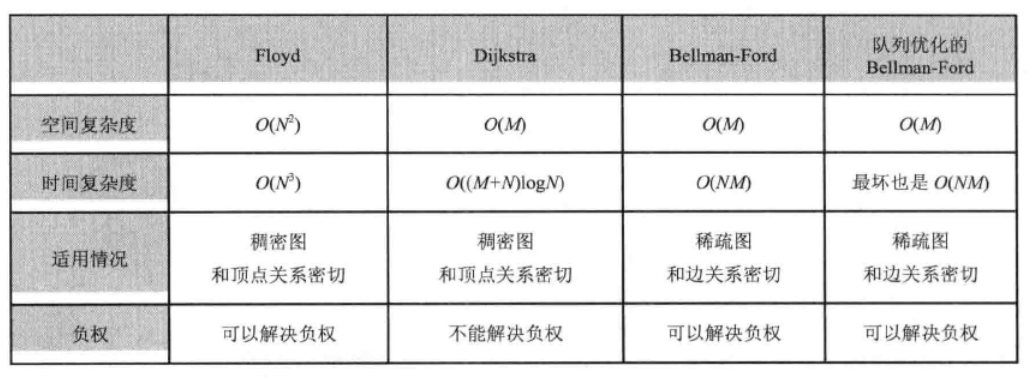 Floyd
Dijkstra
Bellman-Ford
队列优化的
Bellman-Ford
空间复杂度
O(N²)
O(M)
O(M)
O(M)
时间复杂度
O(N³)
O((M+N)logN)
O(NM)
最坏也是 O(NM)
适用情况
稠密图
和顶点关系密切
稠密图
和顶点关系密切
稀疏图
和边关系密切
稀疏图
和边关系密切
负权
可以解决负权
不能解决负权
可以解决负权
可以解决负权